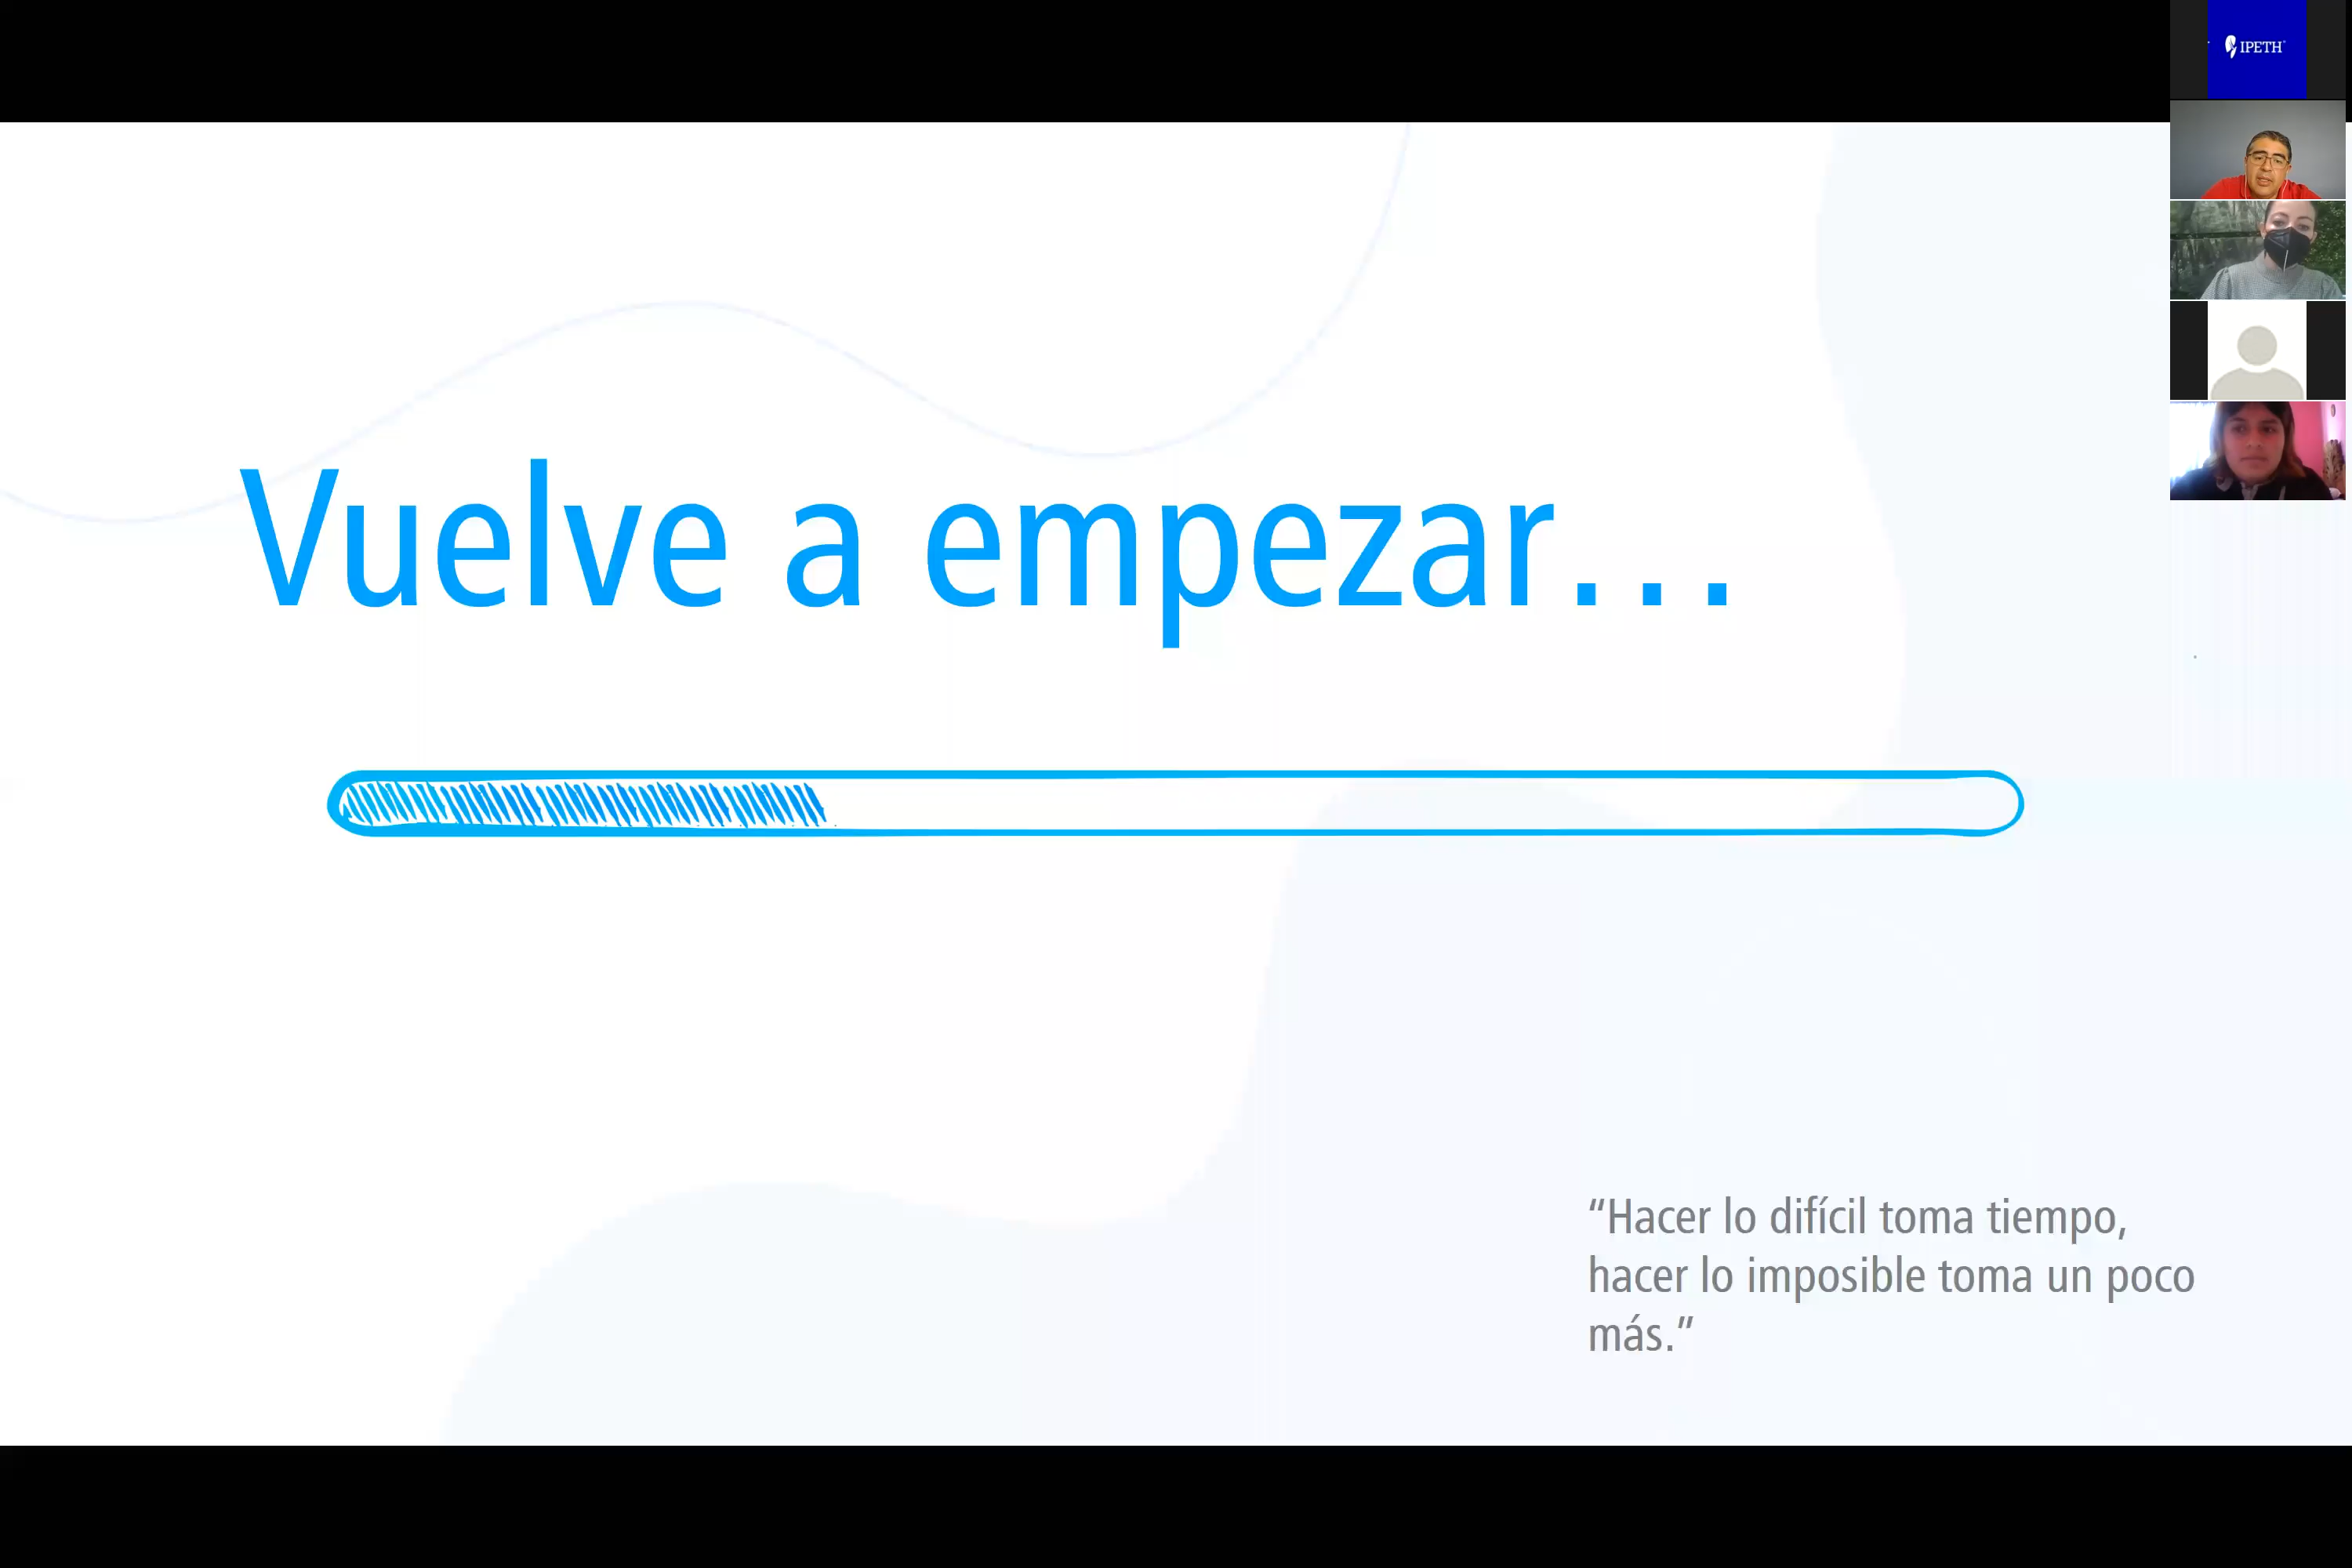 IPETH
Vuelve a empezar...
“Hacer lo difícil toma tiempo,
hacer lo imposible toma un poco
más.”